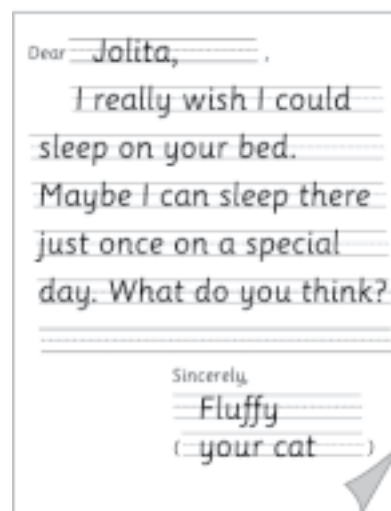 Dear Jolita, ,
I really wish I could
sleep on your bed.
Maybe I can sleep there
just once on a special
day. What do you think?
Sincerely,
Fluffy
( your cat )